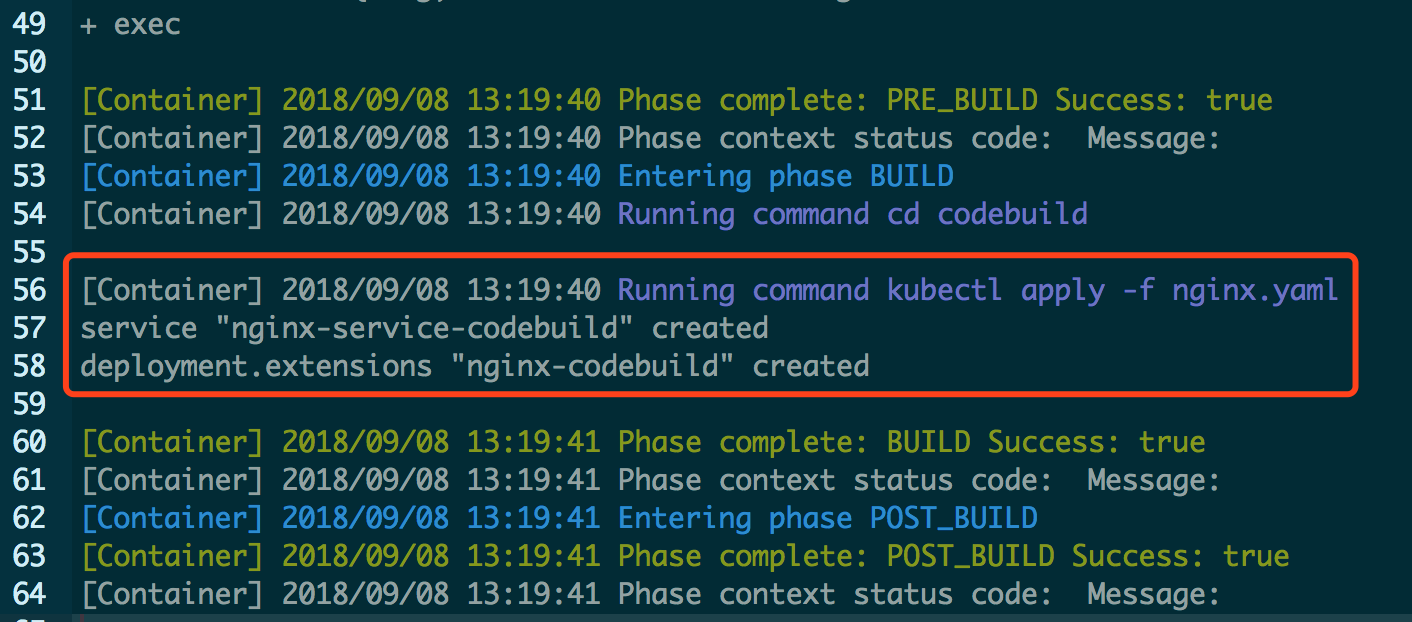 49 + exec
50
51 [Container] 2018/09/08 13:19:40 Phase complete: PRE_BUILD Success: true
52 [Container] 2018/09/08 13:19:40 Phase context status code:  Message:
53 [Container] 2018/09/08 13:19:40 Entering phase BUILD
54 [Container] 2018/09/08 13:19:40 Running command cd codebuild
55
56 [Container] 2018/09/08 13:19:40 Running command kubectl apply -f nginx.yaml
57 service "nginx-service-codebuild" created
58 deployment.extensions "nginx-codebuild" created
59
60 [Container] 2018/09/08 13:19:41 Phase complete: BUILD Success: true
61 [Container] 2018/09/08 13:19:41 Phase context status code:  Message:
62 [Container] 2018/09/08 13:19:41 Entering phase POST_BUILD
63 [Container] 2018/09/08 13:19:41 Phase complete: POST_BUILD Success: true
64 [Container] 2018/09/08 13:19:41 Phase context status code:  Message: